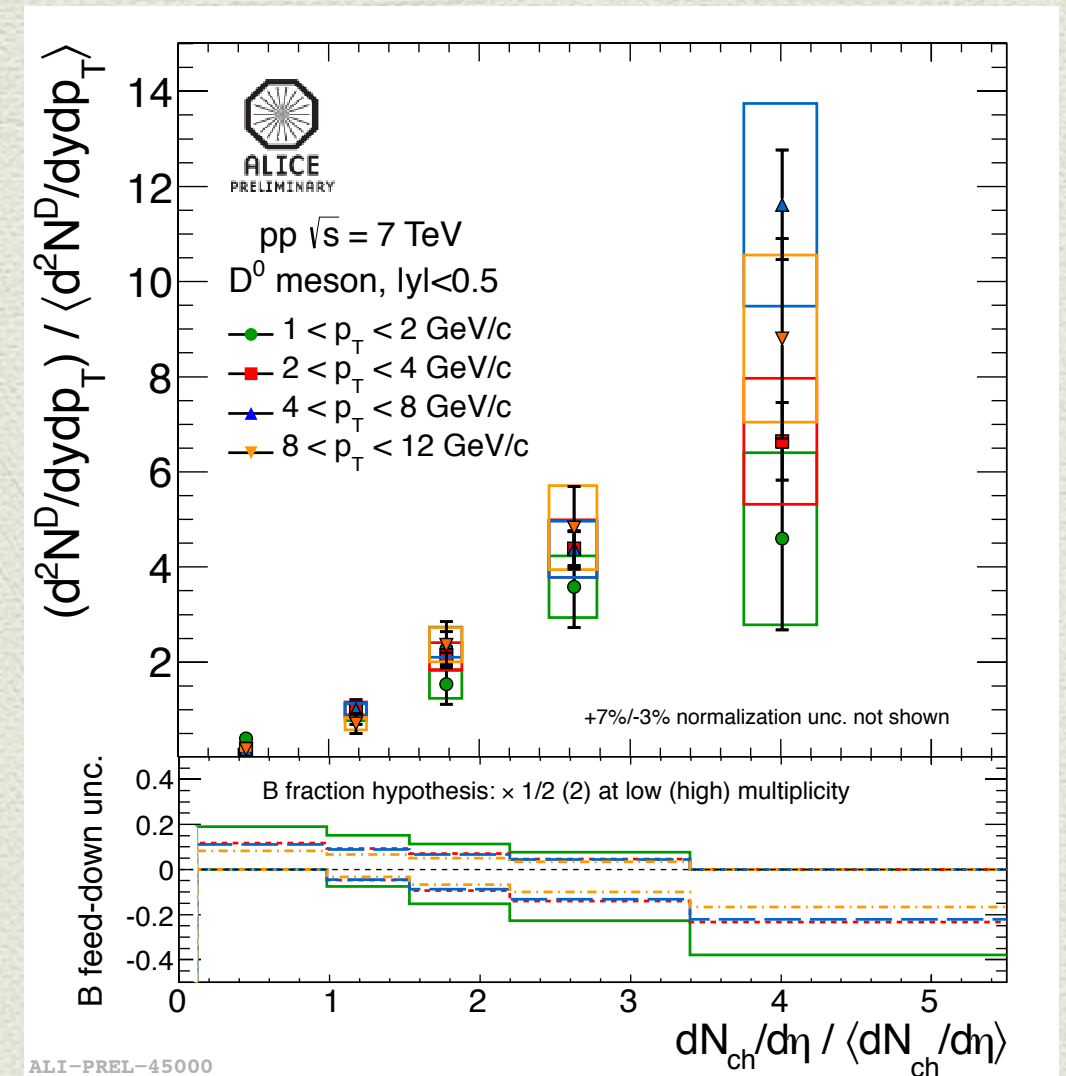 (d²N^D/dydp_T) / ⟨d²N^D/dydp_T⟩
14
12
10
8
6
4
2
ALICE
PRELIMINARY
pp √s = 7 TeV
D⁰ meson, |y|<0.5
1 < p_T < 2 GeV/c
2 < p_T < 4 GeV/c
4 < p_T < 8 GeV/c
8 < p_T < 12 GeV/c
+7%/-3% normalization unc. not shown
B feed-down unc.
0.4
0.2
0
-0.2
-0.4
B fraction hypothesis: × 1/2 (2) at low (high) multiplicity
0 1 2 3 4 5
dN_ch/dη / ⟨dN_ch/dη⟩
ALI-PREL-45000